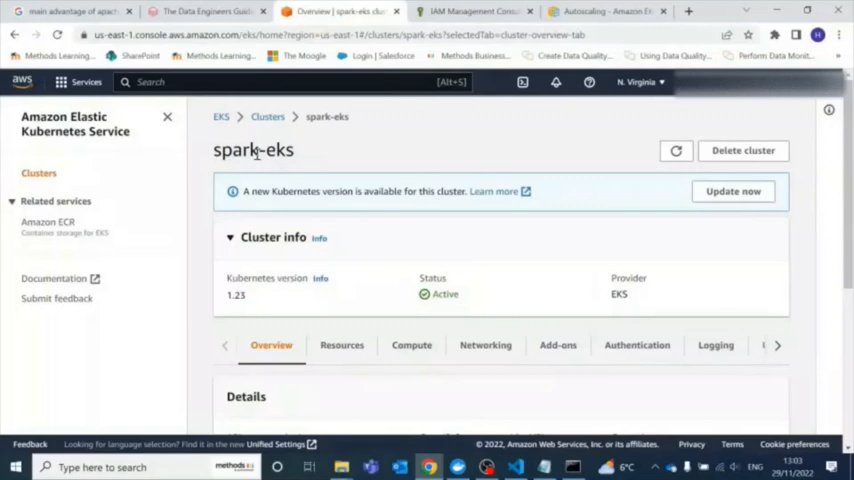 main advantage of apach
The Data Engineers Guide
Overview | spark-eks clus
IAM Management Consol
Autoscaling - Amazon EK
us-east-1.console.aws.amazon.com/eks/home?region=us-east-1#/clusters/spark-eks?selectedTab=cluster-overview-tab
Methods Learning...
SharePoint
Methods Learning...
The Moogle
Login | Salesforce
Methods Business...
Create Data Quality...
Using Data Quality...
Perform Data Monit...
aws
Services
Search
[Alt+S]
N. Virginia
Amazon Elastic
Kubernetes Service
Clusters
Related services
Amazon ECR
Container storage for EKS
Documentation
Submit feedback
EKS > Clusters > spark-eks
spark-eks
Delete cluster
A new Kubernetes version is available for this cluster. Learn more
Update now
Cluster info Info
Kubernetes version Info
1.23
Status
Active
Provider
EKS
Overview
Resources
Compute
Networking
Add-ons
Authentication
Logging
Details
Feedback
Looking for language selection? Find it in the new Unified Settings
© 2022, Amazon Web Services, Inc. or its affiliates.
Privacy
Terms
Cookie preferences
Type here to search
methods
6°C
ENG
13:03
29/11/2022